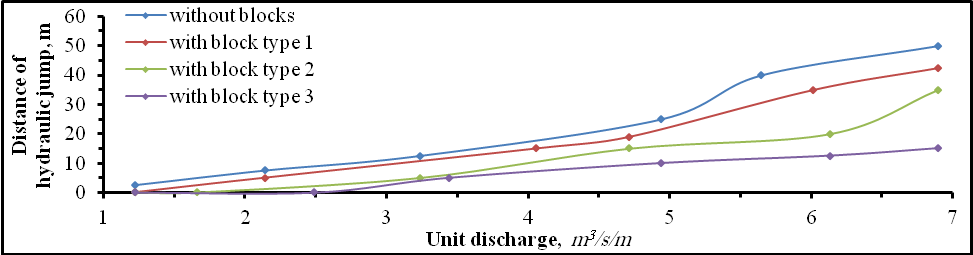 Distance of
hydraulic jump, m
60
50
40
30
20
10
0
without blocks
with block type 1
with block type 2
with block type 3
1 2 3 4 5 6 7
Unit discharge, m³/s/m